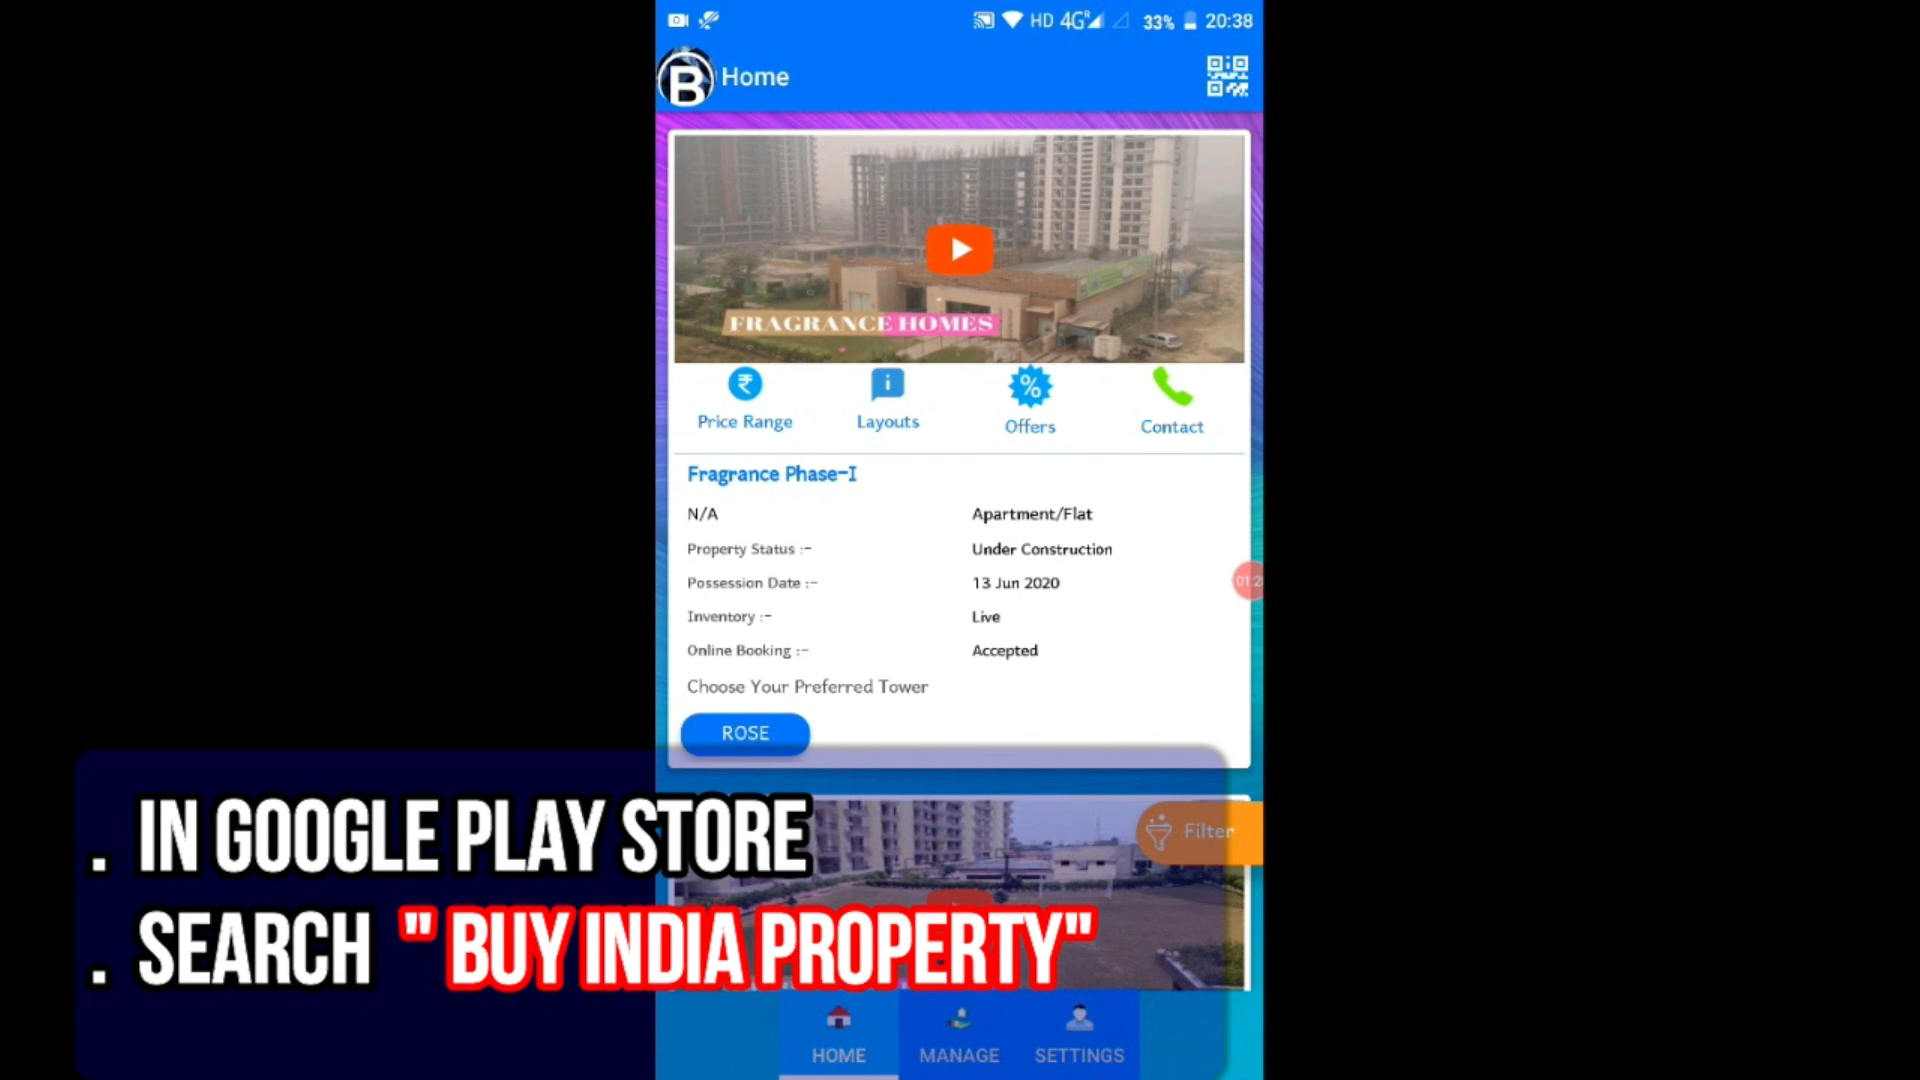 HD 4G R 33% 20:38
B Home
FRAGRANCE HOMES
Price Range Layouts Offers Contact
Fragrance Phase-I
N/A Apartment/Flat
Property Status :- Under Construction
Possession Date :- 13 Jun 2020
Inventory :- Live
Online Booking :- Accepted
Choose Your Preferred Tower
ROSE
Filter
. IN GOOGLE PLAY STORE
. SEARCH " BUY INDIA PROPERTY"
HOME MANAGE SETTINGS